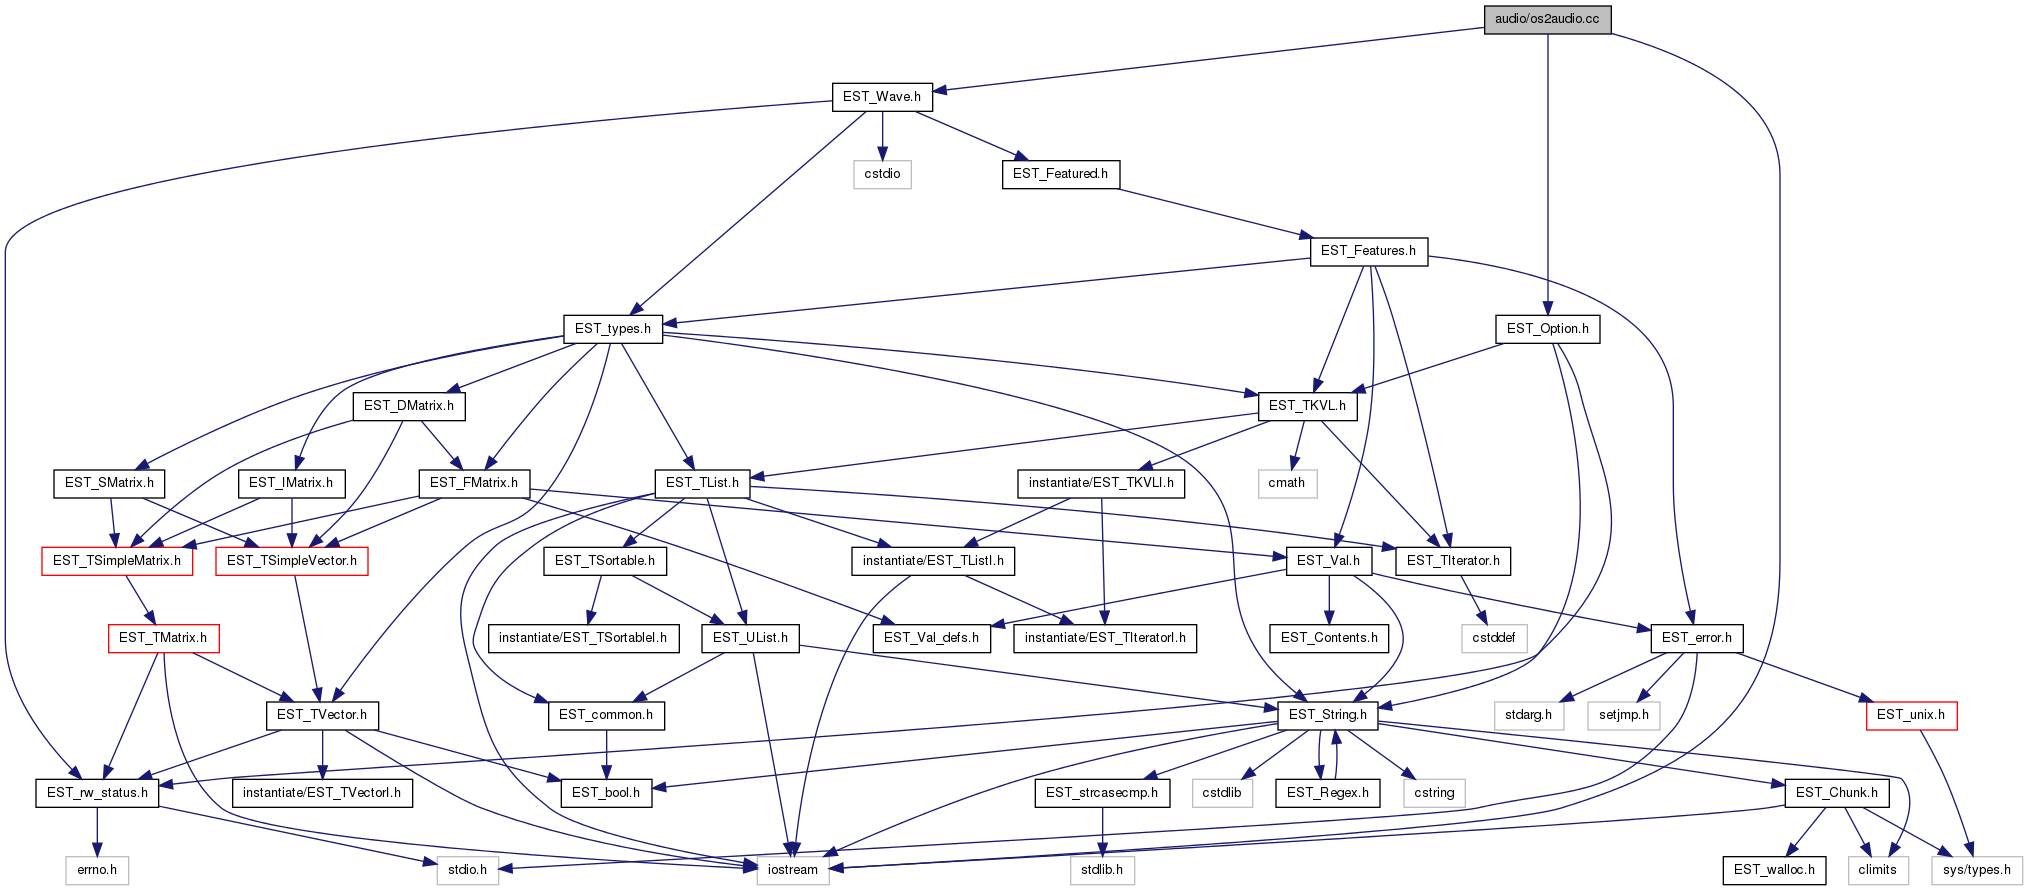 audio/os2audio.cc
EST_Wave.h
cstdio
EST_Featured.h
EST_Features.h
EST_types.h
EST_Option.h
EST_DMatrix.h
EST_TKVL.h
EST_SMatrix.h
EST_IMatrix.h
EST_FMatrix.h
EST_TList.h
instantiate/EST_TKVLI.h
cmath
EST_TSimpleMatrix.h
EST_TSimpleVector.h
EST_TSortable.h
instantiate/EST_TListI.h
EST_Val.h
EST_TIterator.h
EST_TMatrix.h
instantiate/EST_TSortableI.h
EST_UList.h
EST_Val_defs.h
instantiate/EST_TIteratorI.h
EST_Contents.h
cstddef
EST_error.h
EST_TVector.h
EST_common.h
EST_String.h
stdarg.h
setjmp.h
EST_unix.h
EST_rw_status.h
instantiate/EST_TVectorI.h
EST_bool.h
EST_strcasecmp.h
cstdlib
EST_Regex.h
cstring
EST_Chunk.h
errno.h
stdio.h
iostream
stdlib.h
EST_walloc.h
climits
sys/types.h